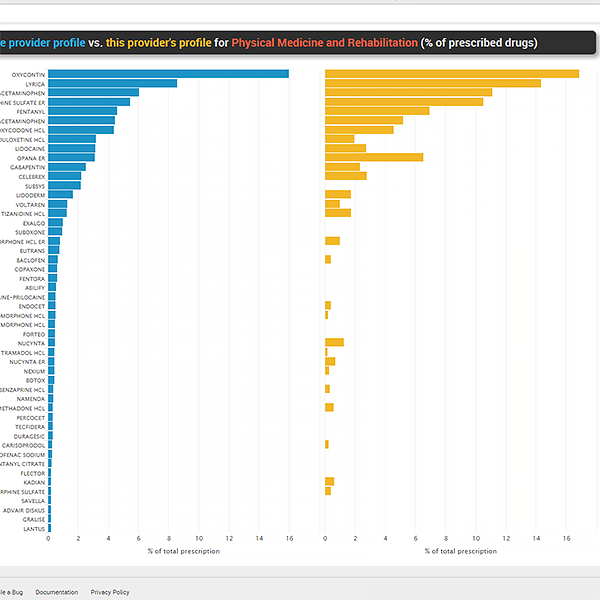 e provider profile vs. this provider's profile for Physical Medicine and Rehabilitation (% of prescribed drugs)
OXYCONTIN
LYRICA
ACETAMINOPHEN
HINE SULFATE ER
FENTANYL
ACETAMINOPHEN
OXYCODONE HCL
DULOXETINE HCL
LIDOCAINE
OPANA ER
GABAPENTIN
CELEBREX
SUBSYS
LIDODERM
VOLTAREN
TIZANIDINE HCL
EXALGO
SUBOXONE
ORPHONE HCL ER
BUTRANS
BACLOFEN
COPAXONE
FENTORA
ABILIFY
INE-PRILOCAINE
ENDOCET
OMORPHONE HCL
YMORPHONE HCL
FORTEO
NUCYNTA
TRAMADOL HCL
NUCYNTA ER
NEXIUM
BOTOX
BENZAPRINE HCL
NAMENDA
METHADONE HCL
PERCOCET
TECFIDERA
DURAGESIC
CARISOPRODOL
OFENAC SODIUM
NTANYL CITRATE
FLECTOR
KADIAN
RPHINE SULFATE
SAVELLA
ADVAIR DISKUS
GRALISE
LANTUS
0 2 4 6 8 10 12 14 16
% of total prescription
0 2 4 6 8 10 12 14 16
% of total prescription
le a Bug Documentation Privacy Policy